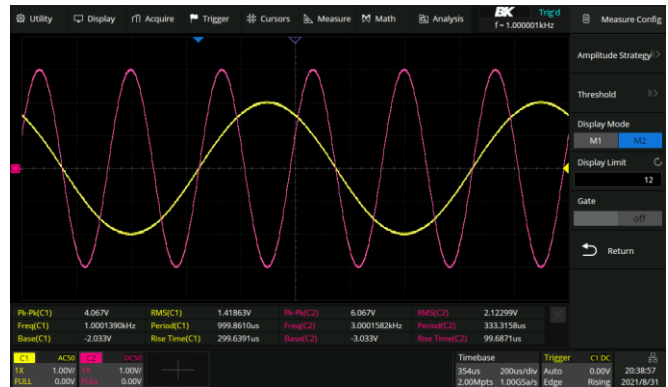 Utility Display Acquire Trigger Cursors Measure Math Analysis BK Trig'd Measure Config
f = 1.000001kHz
Amplitude Strategy
Threshold
Display Mode
M1 M2
Display Limit
12
Gate
off
Return
Pk-Pk(C1) 4.067V RMS(C1) 1.41863V Pk-Pk(C2) 6.067V RMS(C2) 2.12299V
Freq(C1) 1.0001390kHz Period(C1) 999.8610us Freq(C2) 3.0001582kHz Period(C2) 333.3158us
Base(C1) -2.033V Rise Time(C1) 299.6391us Base(C2) -3.033V Rise Time(C2) 99.6871us
C1 AC50 C2 DC50 Timebase Trigger C1 DC
1X 1.00V/ 1X 1.00V/ 354us 200us/div Auto 0.00V 20:38:57
FULL 0.00V FULL 0.00V 2.00Mpts 1.00GSa/s Edge Rising 2021/8/31